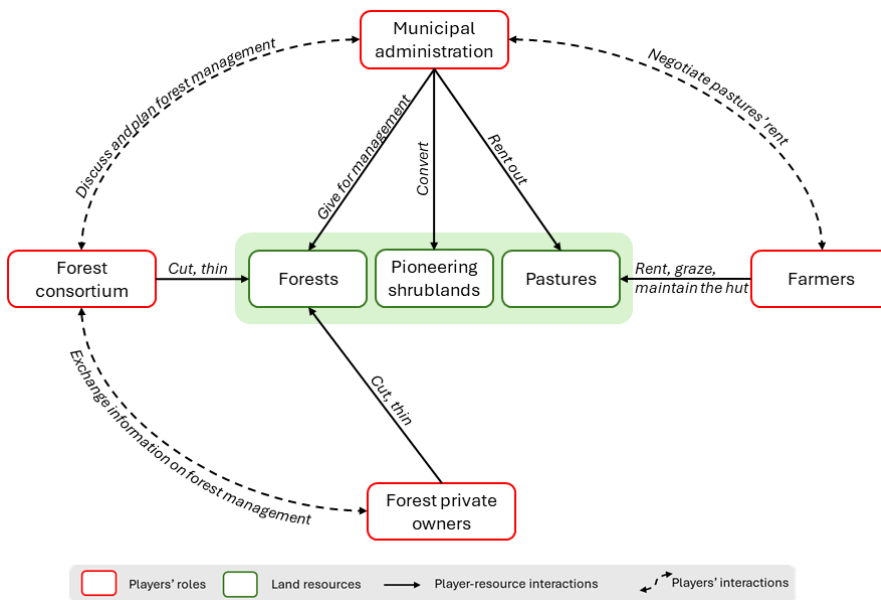 Municipal
administration
Discuss and plan forest management
Negotiate pastures' rent
Give for management
Convert
Rent out
Forest
consortium
Cut, thin
Forests
Pioneering
shrublands
Pastures
Rent, graze,
maintain the hut
Farmers
Exchange information on forest management
Cut, thin
Forest private
owners
Players' roles
Land resources
Player-resource interactions
Players' interactions